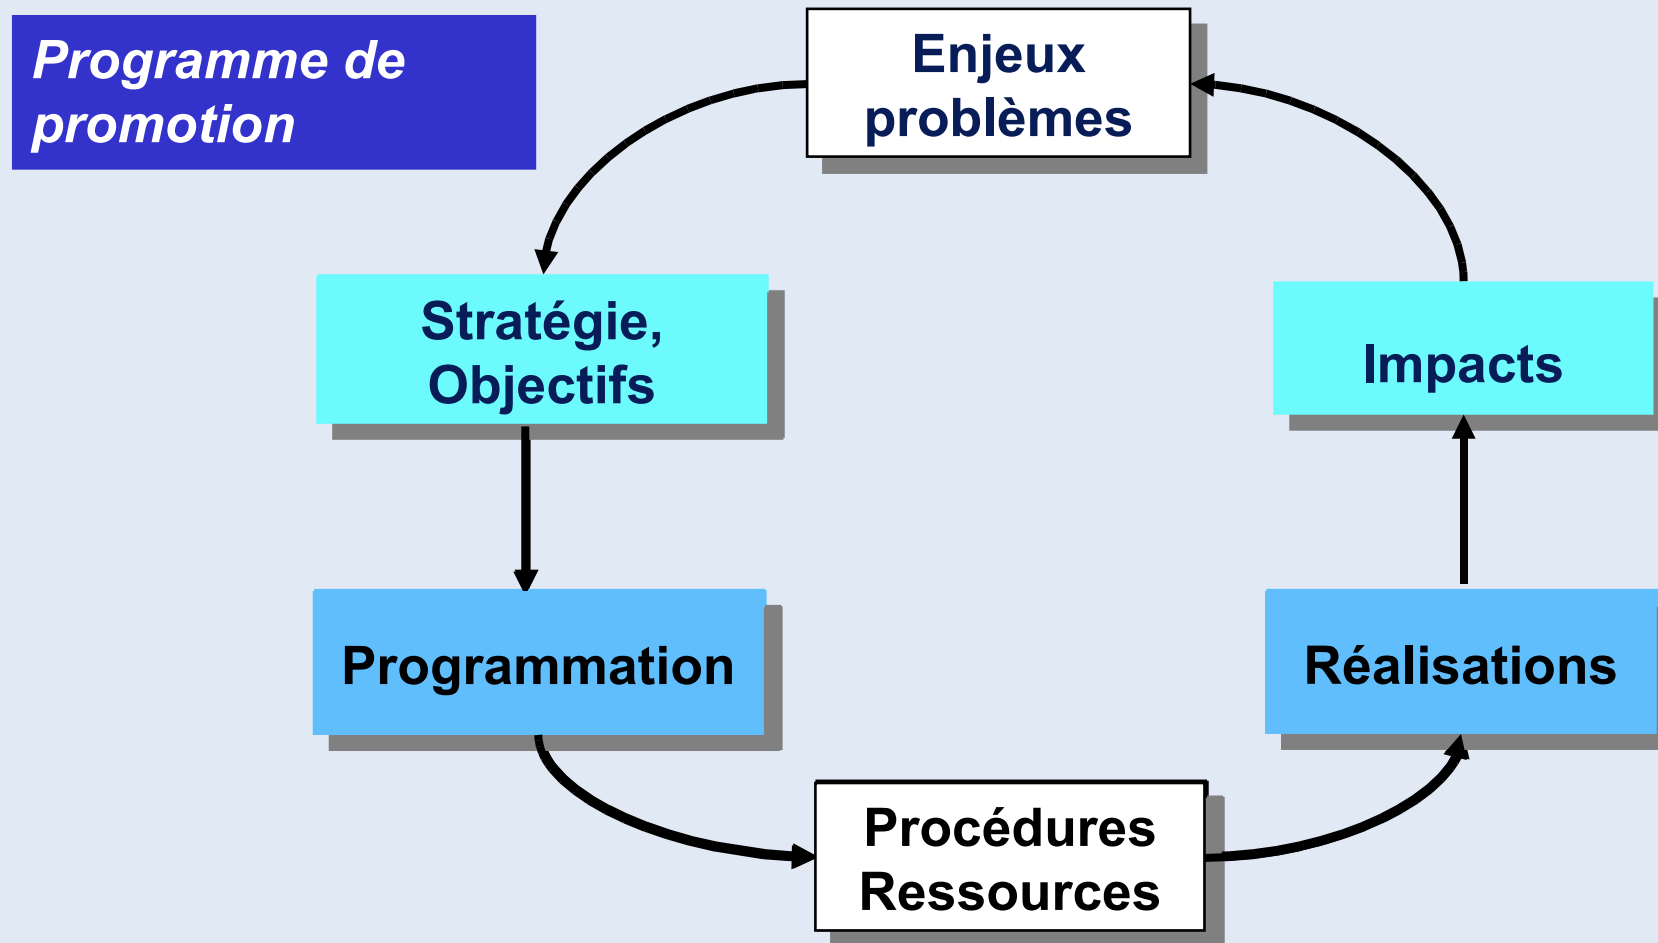 Programme de
promotion
Enjeux
problèmes
Stratégie,
Objectifs
Impacts
Programmation
Réalisations
Procédures
Ressources